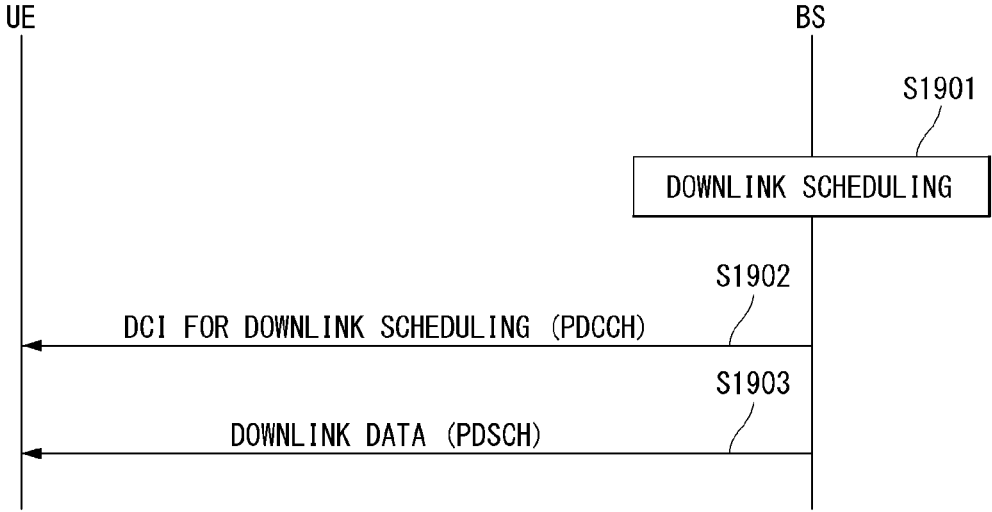 UE
BS
S1901
DOWNLINK SCHEDULING
S1902
DCI FOR DOWNLINK SCHEDULING (PDCCH)
S1903
DOWNLINK DATA (PDSCH)